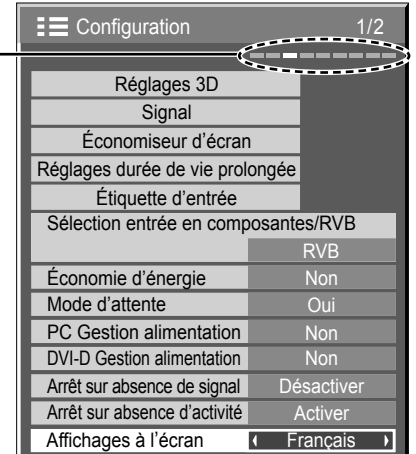 Configuration 1/2
Réglages 3D
Signal
Économiseur d'écran
Réglages durée de vie prolongée
Étiquette d'entrée
Sélection entrée en composantes/RVB
RVB
Économie d'énergie Non
Mode d'attente Oui
PC Gestion alimentation Non
DVI-D Gestion alimentation Non
Arrêt sur absence de signal Désactiver
Arrêt sur absence d'activité Activer
Affichages à l'écran Français